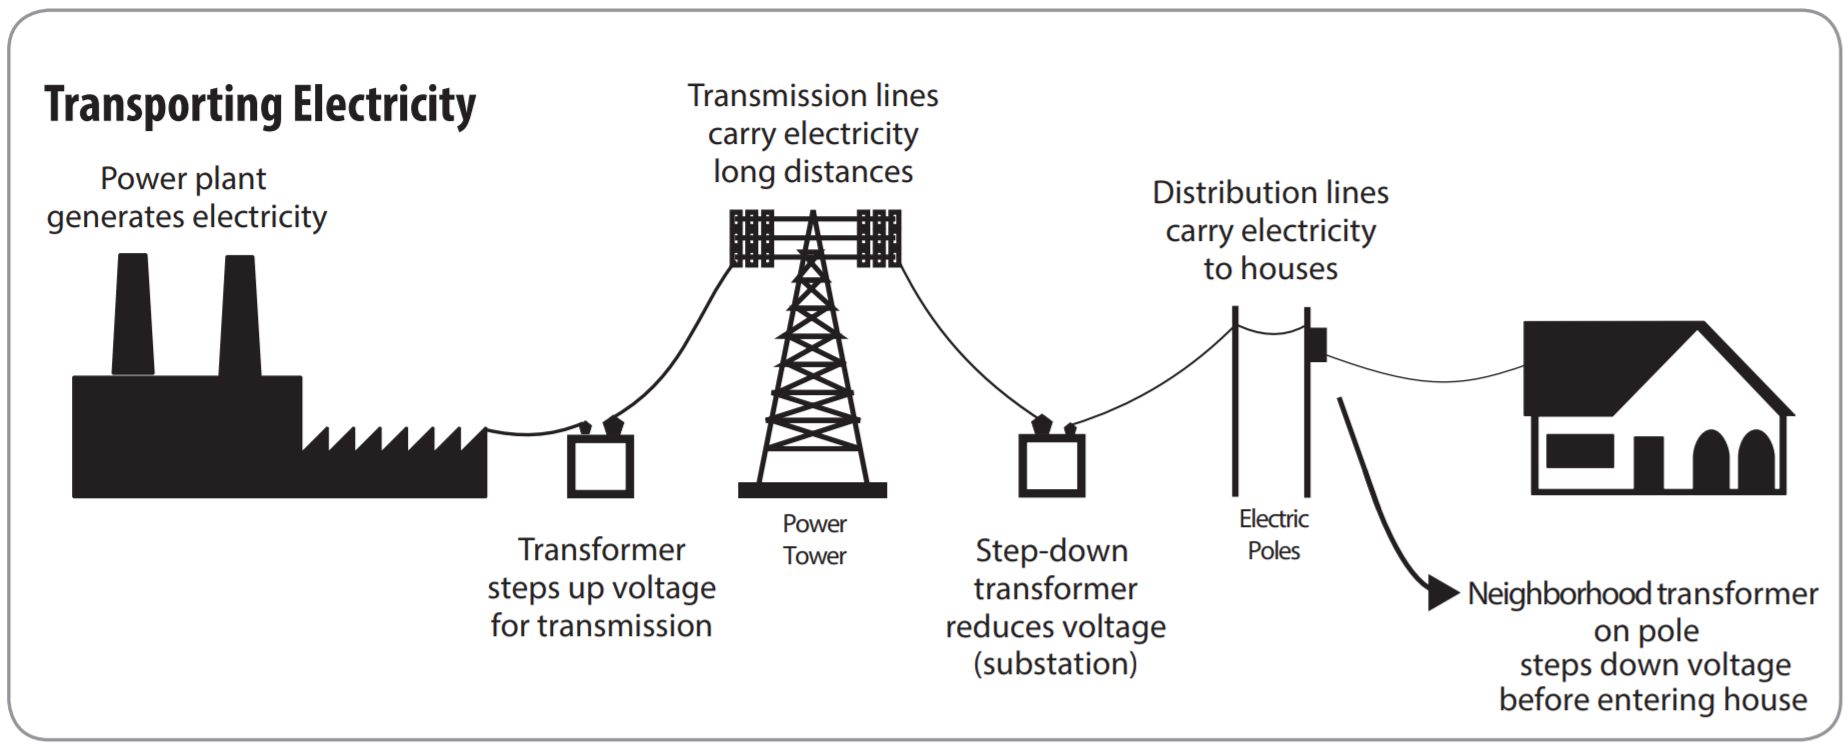 Transporting Electricity
Power plant
generates electricity
Transformer
steps up voltage
for transmission
Transmission lines
carry electricity
long distances
Power
Tower
Step-down
transformer
reduces voltage
(substation)
Distribution lines
carry electricity
to houses
Electric
Poles
Neighborhood transformer
on pole
steps down voltage
before entering house